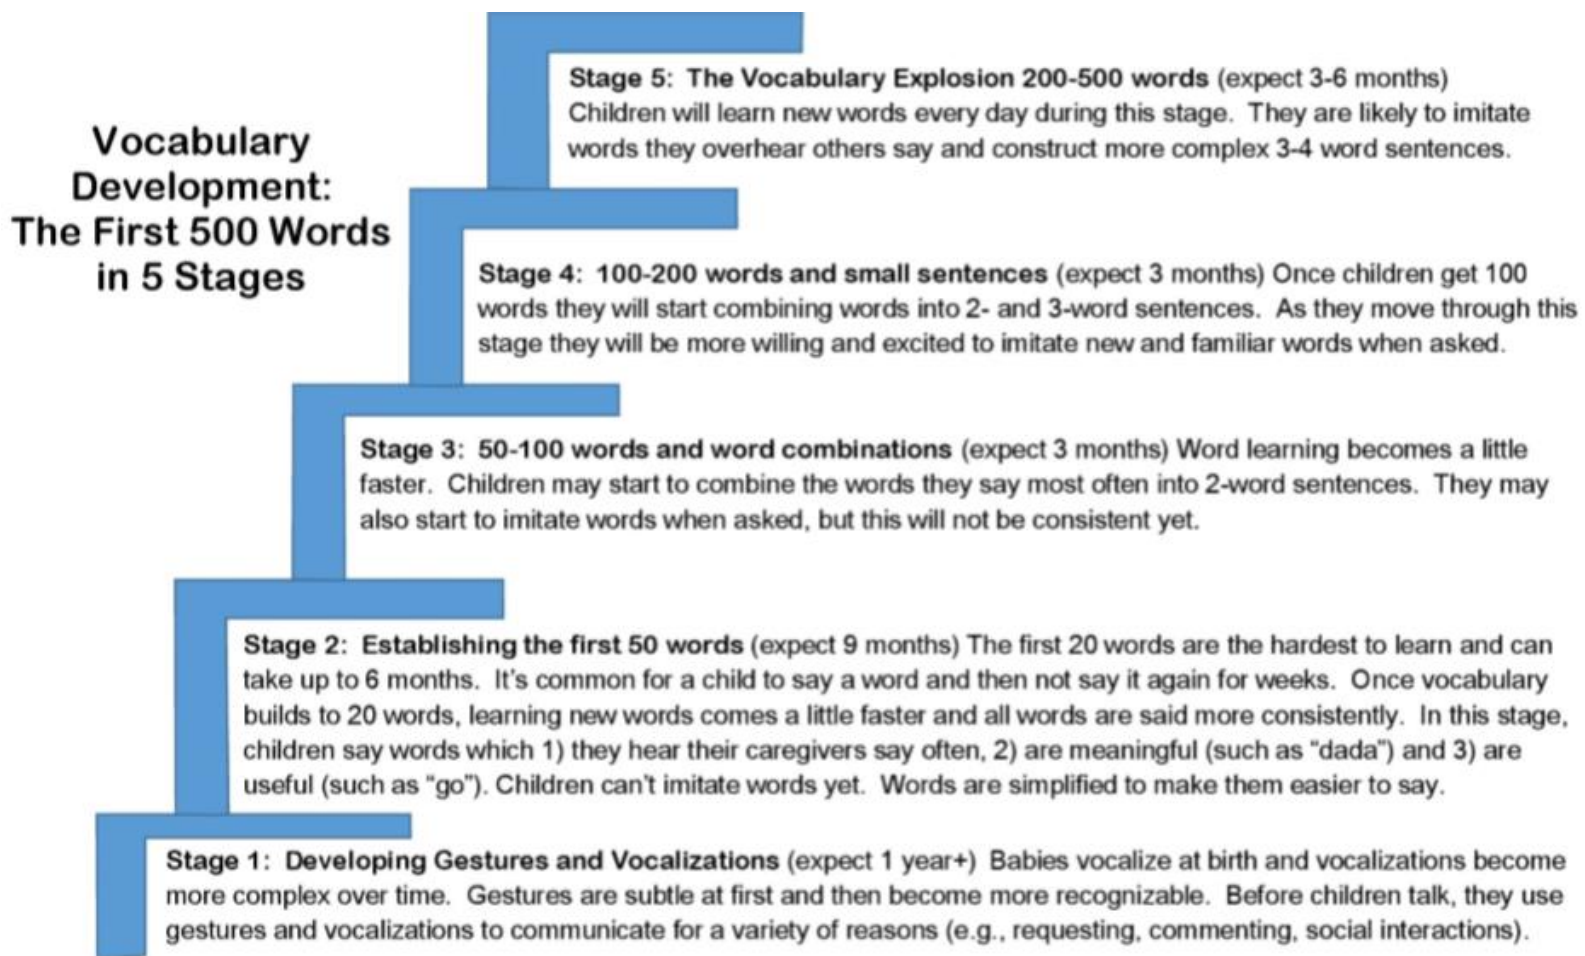 Vocabulary
Development:
The First 500 Words
in 5 Stages
Stage 5:  The Vocabulary Explosion 200-500 words (expect 3-6 months)
Children will learn new words every day during this stage.  They are likely to imitate
words they overhear others say and construct more complex 3-4 word sentences.
Stage 4:  100-200 words and small sentences (expect 3 months) Once children get 100
words they will start combining words into 2- and 3-word sentences.  As they move through this
stage they will be more willing and excited to imitate new and familiar words when asked.
Stage 3:  50-100 words and word combinations (expect 3 months) Word learning becomes a little
faster.  Children may start to combine the words they say most often into 2-word sentences.  They may
also start to imitate words when asked, but this will not be consistent yet.
Stage 2:  Establishing the first 50 words (expect 9 months) The first 20 words are the hardest to learn and can
take up to 6 months.  It's common for a child to say a word and then not say it again for weeks.  Once vocabulary
builds to 20 words, learning new words comes a little faster and all words are said more consistently.  In this stage,
children say words which 1) they hear their caregivers say often, 2) are meaningful (such as “dada”) and 3) are
useful (such as “go”). Children can't imitate words yet.  Words are simplified to make them easier to say.
Stage 1:  Developing Gestures and Vocalizations (expect 1 year+)  Babies vocalize at birth and vocalizations become
more complex over time.  Gestures are subtle at first and then become more recognizable.  Before children talk, they use
gestures and vocalizations to communicate for a variety of reasons (e.g., requesting, commenting, social interactions).